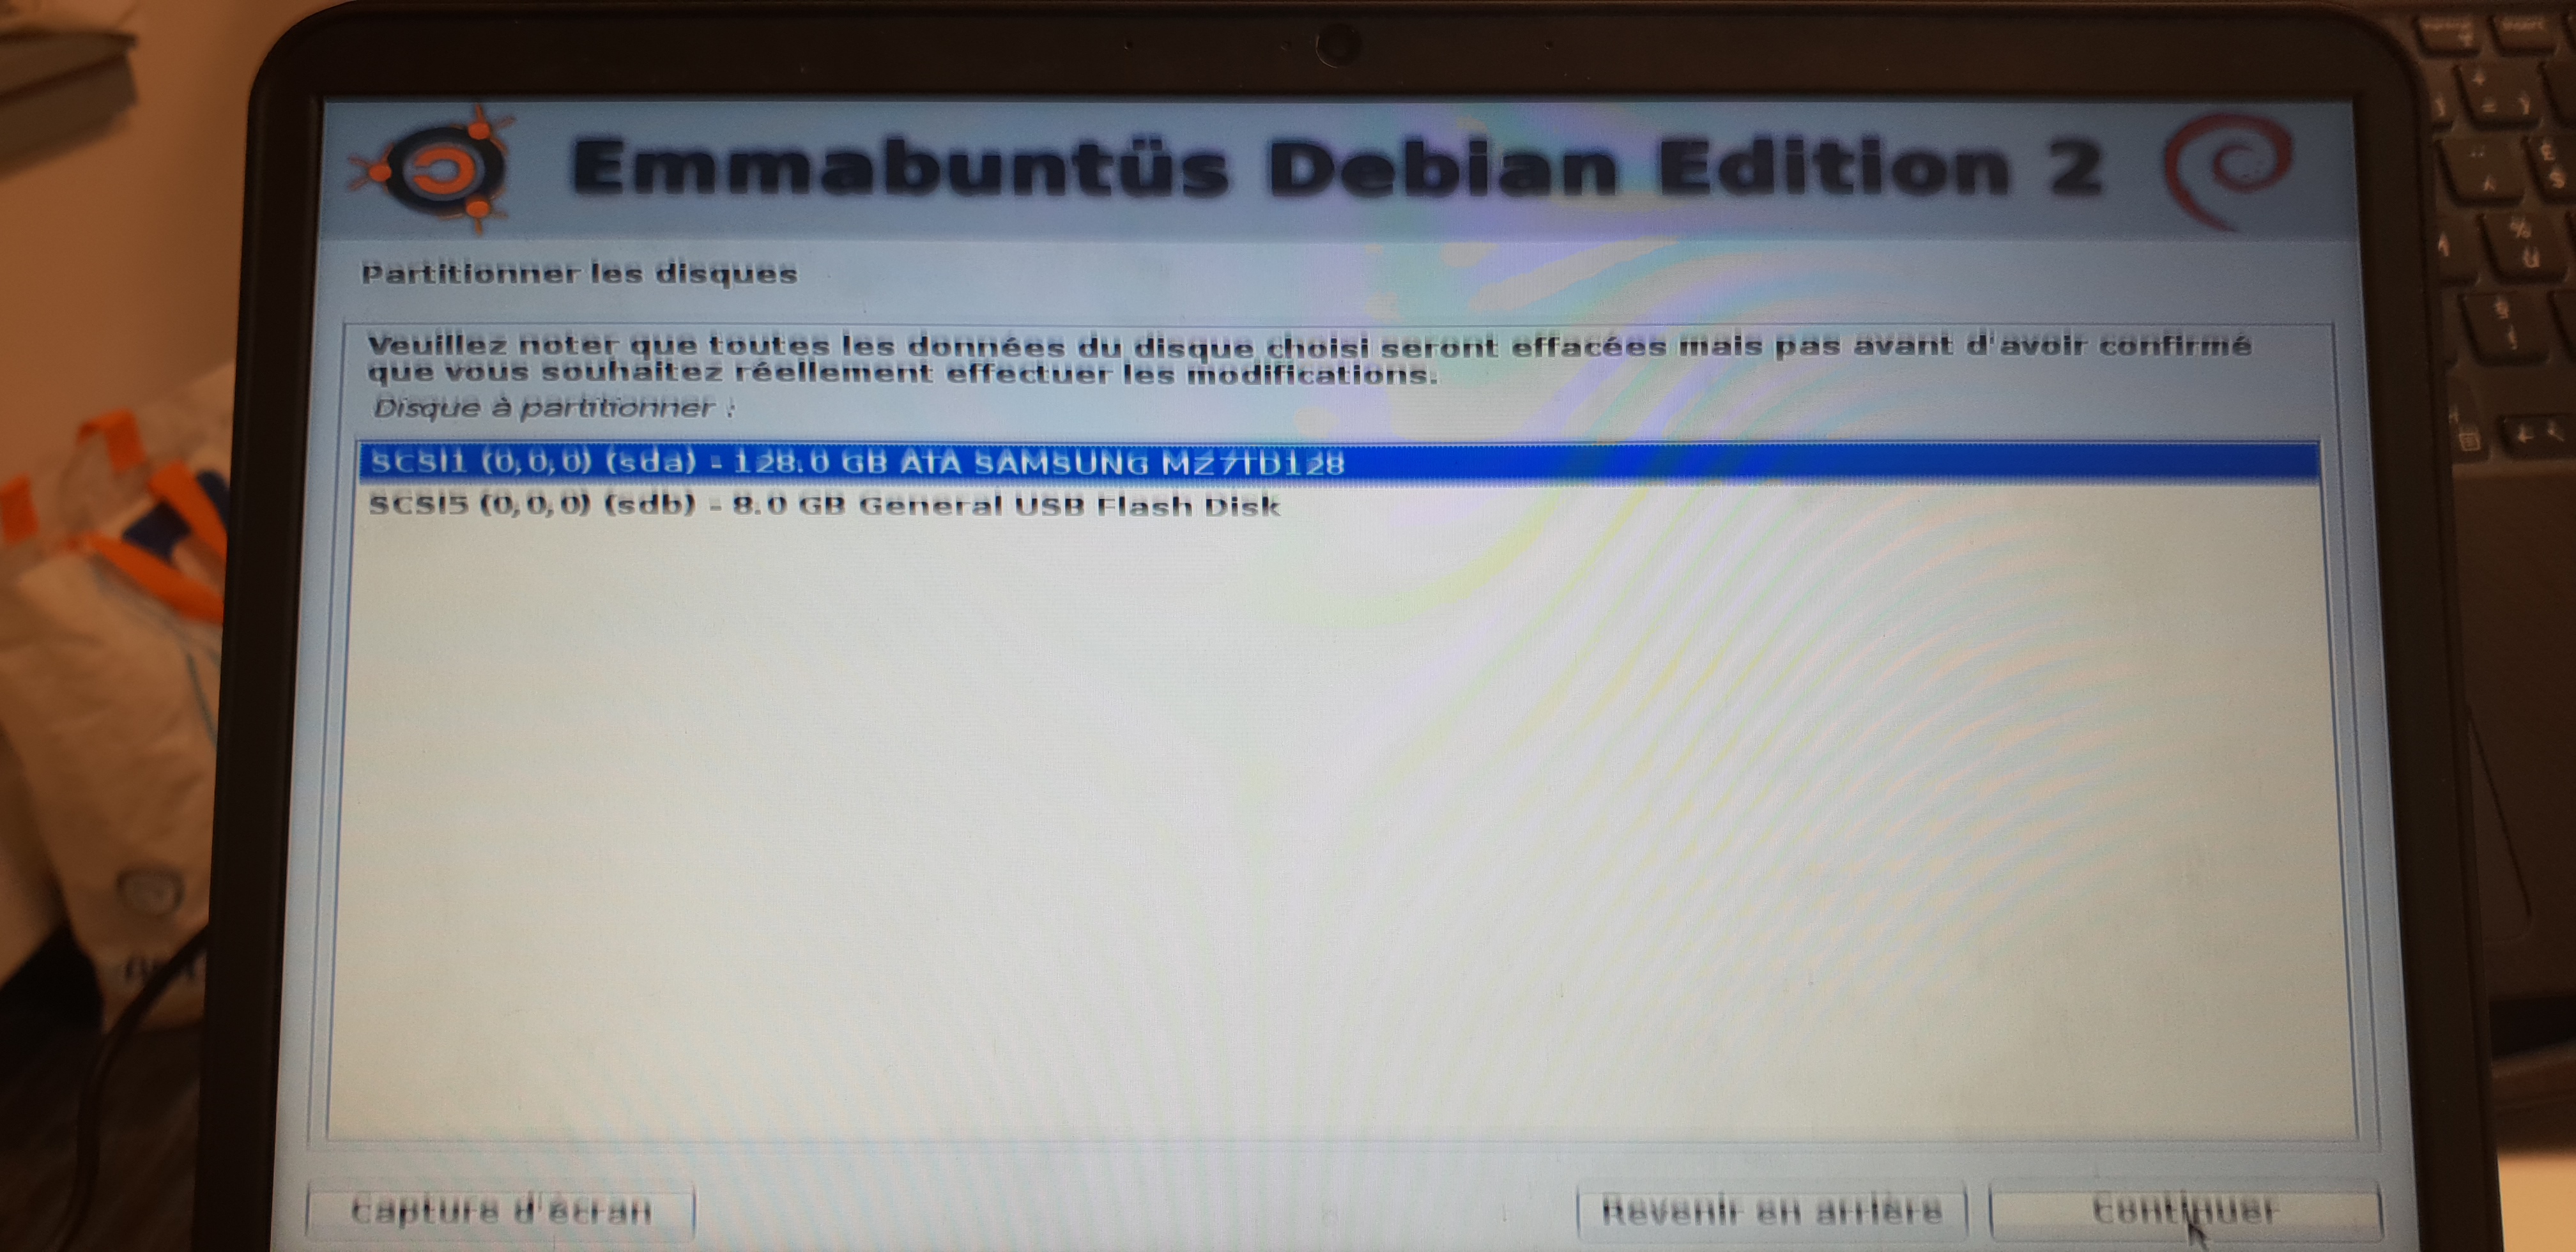 Emmabuntüs Debian Edition 2
Partitionner les disques
Veuillez noter que toutes les données du disque choisi seront effacées mais pas avant d'avoir confirmé
que vous souhaitez réellement effectuer les modifications.
Disque à partitionner :
SCSI1 (0,0,0) (sda) - 128.0 GB ATA SAMSUNG MZ7TD128
SCSI5 (0,0,0) (sdb) - 8.0 GB General USB Flash Disk
Capture d'écran
Revenir en arrière
Continuer